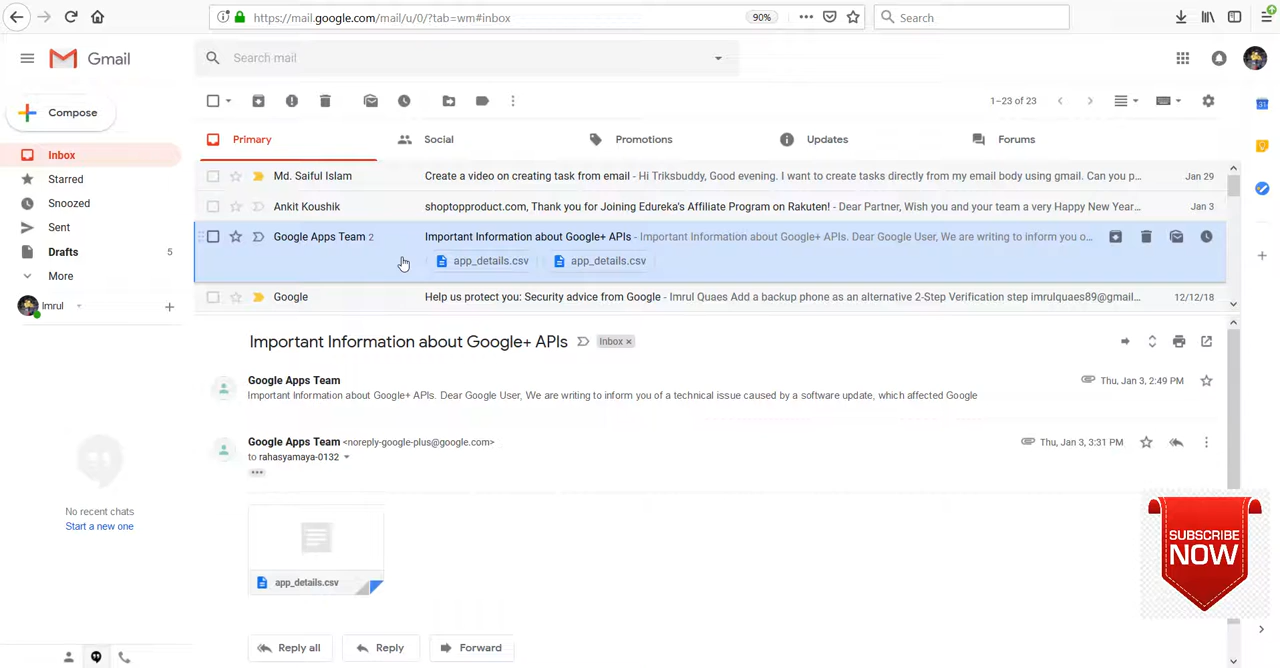 https://mail.google.com/mail/u/0/?tab=wm#inbox
90%
Search
Gmail
Search mail
Compose
1–23 of 23
31
Primary
Social
Promotions
Updates
Forums
Inbox
Starred
Snoozed
Sent
Drafts 5
More
Imrul
Md. Saiful Islam Create a video on creating task from email - Hi Triksbuddy, Good evening. I want to create tasks directly from my email body using gmail. Can you p... Jan 29
Ankit Koushik shoptopproduct.com, Thank you for Joining Edureka's Affiliate Program on Rakuten! - Dear Partner, Wish you and your team a very Happy New Year... Jan 3
Google Apps Team 2 Important Information about Google+ APIs - Important Information about Google+ APIs. Dear Google User, We are writing to inform you o...
app_details.csv app_details.csv
Google Help us protect you: Security advice from Google - Imrul Quaes Add a backup phone as an alternative 2-Step Verification step imrulquaes89@gmail... 12/12/18
Important Information about Google+ APIs Inbox ×
Google Apps Team Thu, Jan 3, 2:49 PM
Important Information about Google+ APIs. Dear Google User, We are writing to inform you of a technical issue caused by a software update, which affected Google
Google Apps Team <noreply-google-plus@google.com> Thu, Jan 3, 3:31 PM
to rahasyamaya-0132
app_details.csv
Reply all
Reply
Forward
No recent chats
Start a new one
SUBSCRIBE
NOW